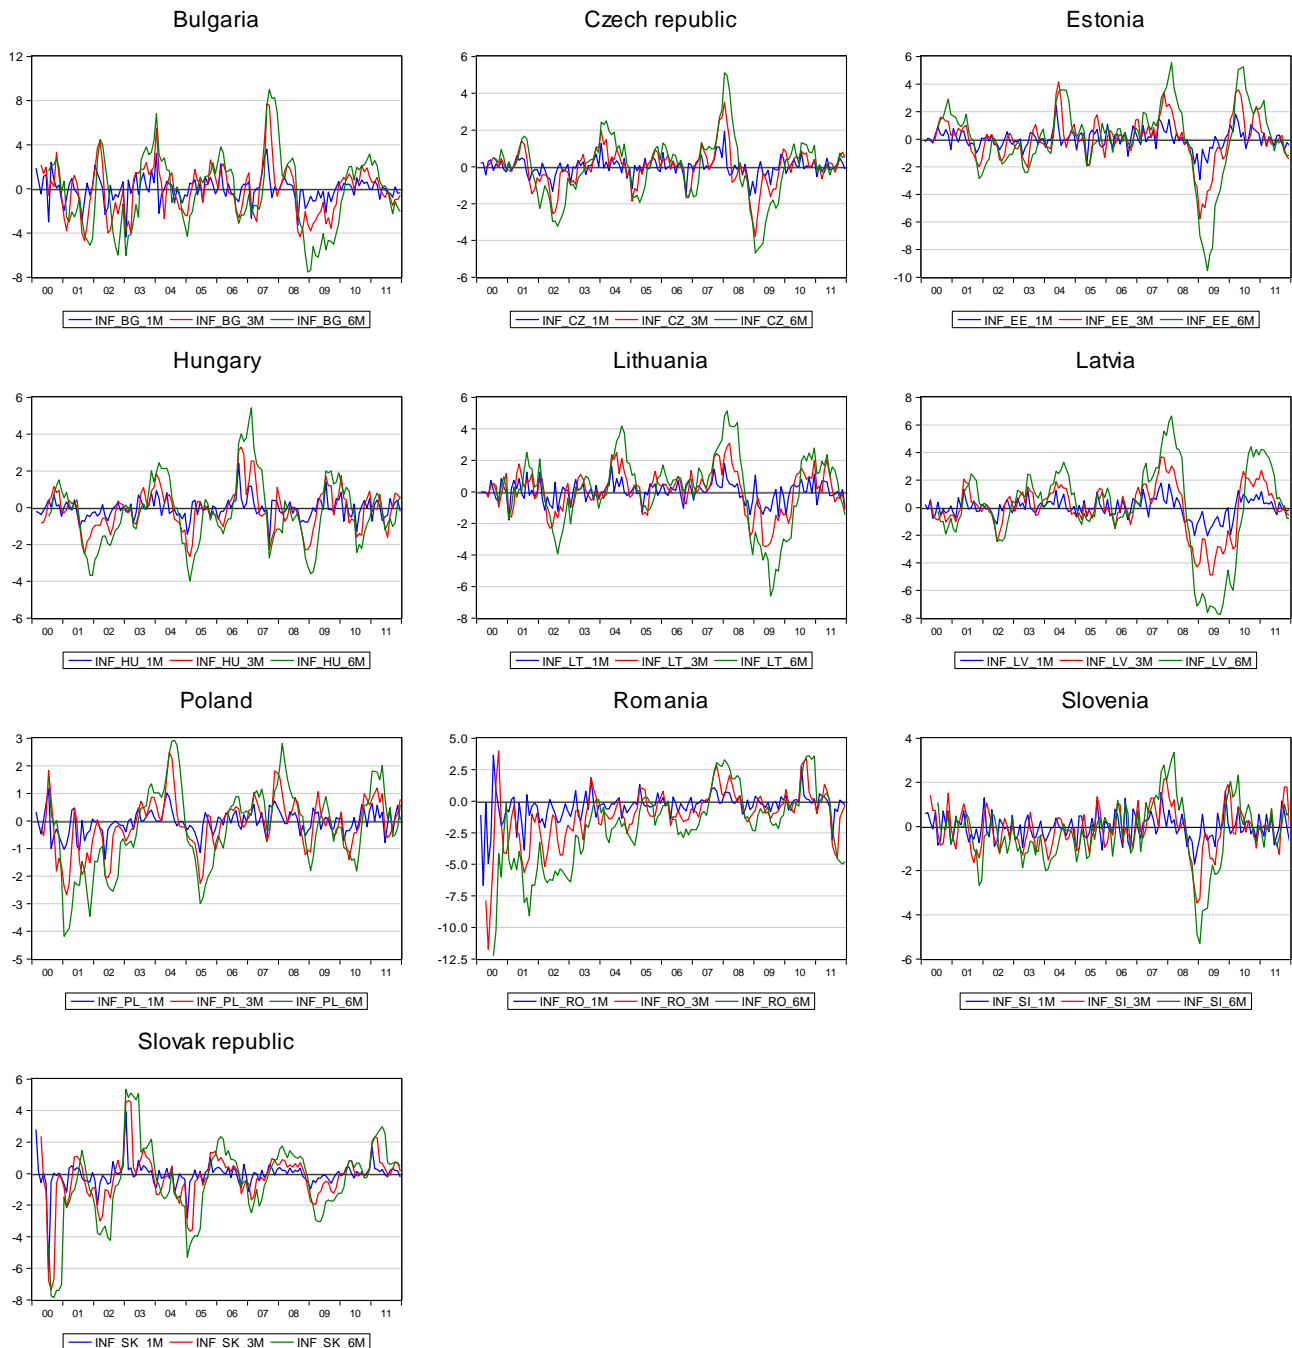 Bulgaria
12
8
4
0
-4
-8
00 01 02 03 04 05 06 07 08 09 10 11
INF_BG_1M INF_BG_3M INF_BG_6M
Czech republic
6
4
2
0
-2
-4
-6
00 01 02 03 04 05 06 07 08 09 10 11
INF_CZ_1M INF_CZ_3M INF_CZ_6M
Estonia
6
4
2
0
-2
-4
-6
-8
-10
00 01 02 03 04 05 06 07 08 09 10 11
INF_EE_1M INF_EE_3M INF_EE_6M
Hungary
6
4
2
0
-2
-4
-6
00 01 02 03 04 05 06 07 08 09 10 11
INF_HU_1M INF_HU_3M INF_HU_6M
Lithuania
6
4
2
0
-2
-4
-6
-8
00 01 02 03 04 05 06 07 08 09 10 11
INF_LT_1M INF_LT_3M INF_LT_6M
Latvia
8
6
4
2
0
-2
-4
-6
-8
00 01 02 03 04 05 06 07 08 09 10 11
INF_LV_1M INF_LV_3M INF_LV_6M
Poland
3
2
1
0
-1
-2
-3
-4
-5
00 01 02 03 04 05 06 07 08 09 10 11
INF_PL_1M INF_PL_3M INF_PL_6M
Romania
5.0
2.5
0.0
-2.5
-5.0
-7.5
-10.0
-12.5
00 01 02 03 04 05 06 07 08 09 10 11
INF_RO_1M INF_RO_3M INF_RO_6M
Slovenia
4
2
0
-2
-4
-6
00 01 02 03 04 05 06 07 08 09 10 11
INF_SI_1M INF_SI_3M INF_SI_6M
Slovak republic
6
4
2
0
-2
-4
-6
-8
00 01 02 03 04 05 06 07 08 09 10 11
INF_SK_1M INF_SK_3M INF_SK_6M